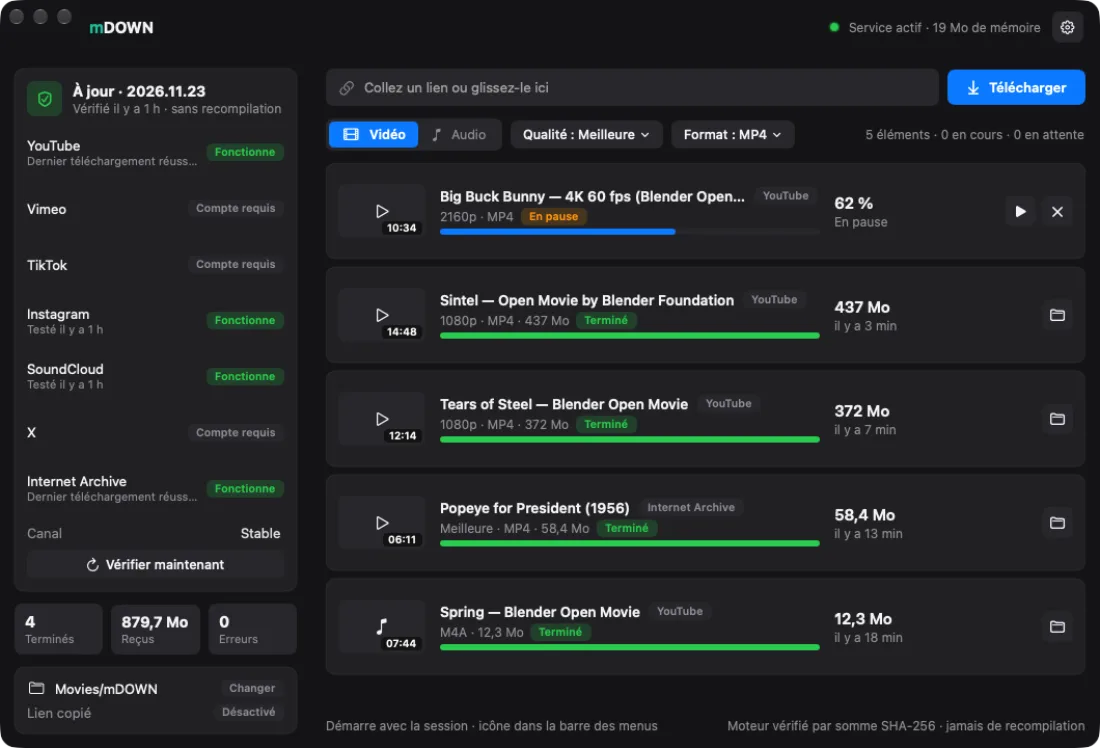 mDOWN
Service actif · 19 Mo de mémoire
À jour · 2026.11.23
Vérifié il y a 1 h · sans recompilation
YouTube
Dernier téléchargement réuss...
Fonctionne
Vimeo
Compte requis
TikTok
Compte requis
Instagram
Testé il y a 1 h
Fonctionne
SoundCloud
Testé il y a 1 h
Fonctionne
X
Compte requis
Internet Archive
Dernier téléchargement réuss...
Fonctionne
Canal
Stable
Vérifier maintenant
4
Terminés
879,7 Mo
Reçus
0
Erreurs
Movies/mDOWN
Changer
Lien copié
Désactivé
Collez un lien ou glissez-le ici
Télécharger
Vidéo
Audio
Qualité : Meilleure
Format : MP4
5 éléments · 0 en cours · 0 en attente
10:34
Big Buck Bunny — 4K 60 fps (Blender Open...
YouTube
2160p · MP4
En pause
62 %
En pause
14:48
Sintel — Open Movie by Blender Foundation
YouTube
1080p · MP4 · 437 Mo
Terminé
437 Mo
il y a 3 min
12:14
Tears of Steel — Blender Open Movie
YouTube
1080p · MP4 · 372 Mo
Terminé
372 Mo
il y a 7 min
06:11
Popeye for President (1956)
Internet Archive
Meilleure · MP4 · 58,4 Mo
Terminé
58,4 Mo
il y a 13 min
07:44
Spring — Blender Open Movie
YouTube
M4A · 12,3 Mo
Terminé
12,3 Mo
il y a 18 min
Démarre avec la session · icône dans la barre des menus
Moteur vérifié par somme SHA-256 · jamais de recompilation